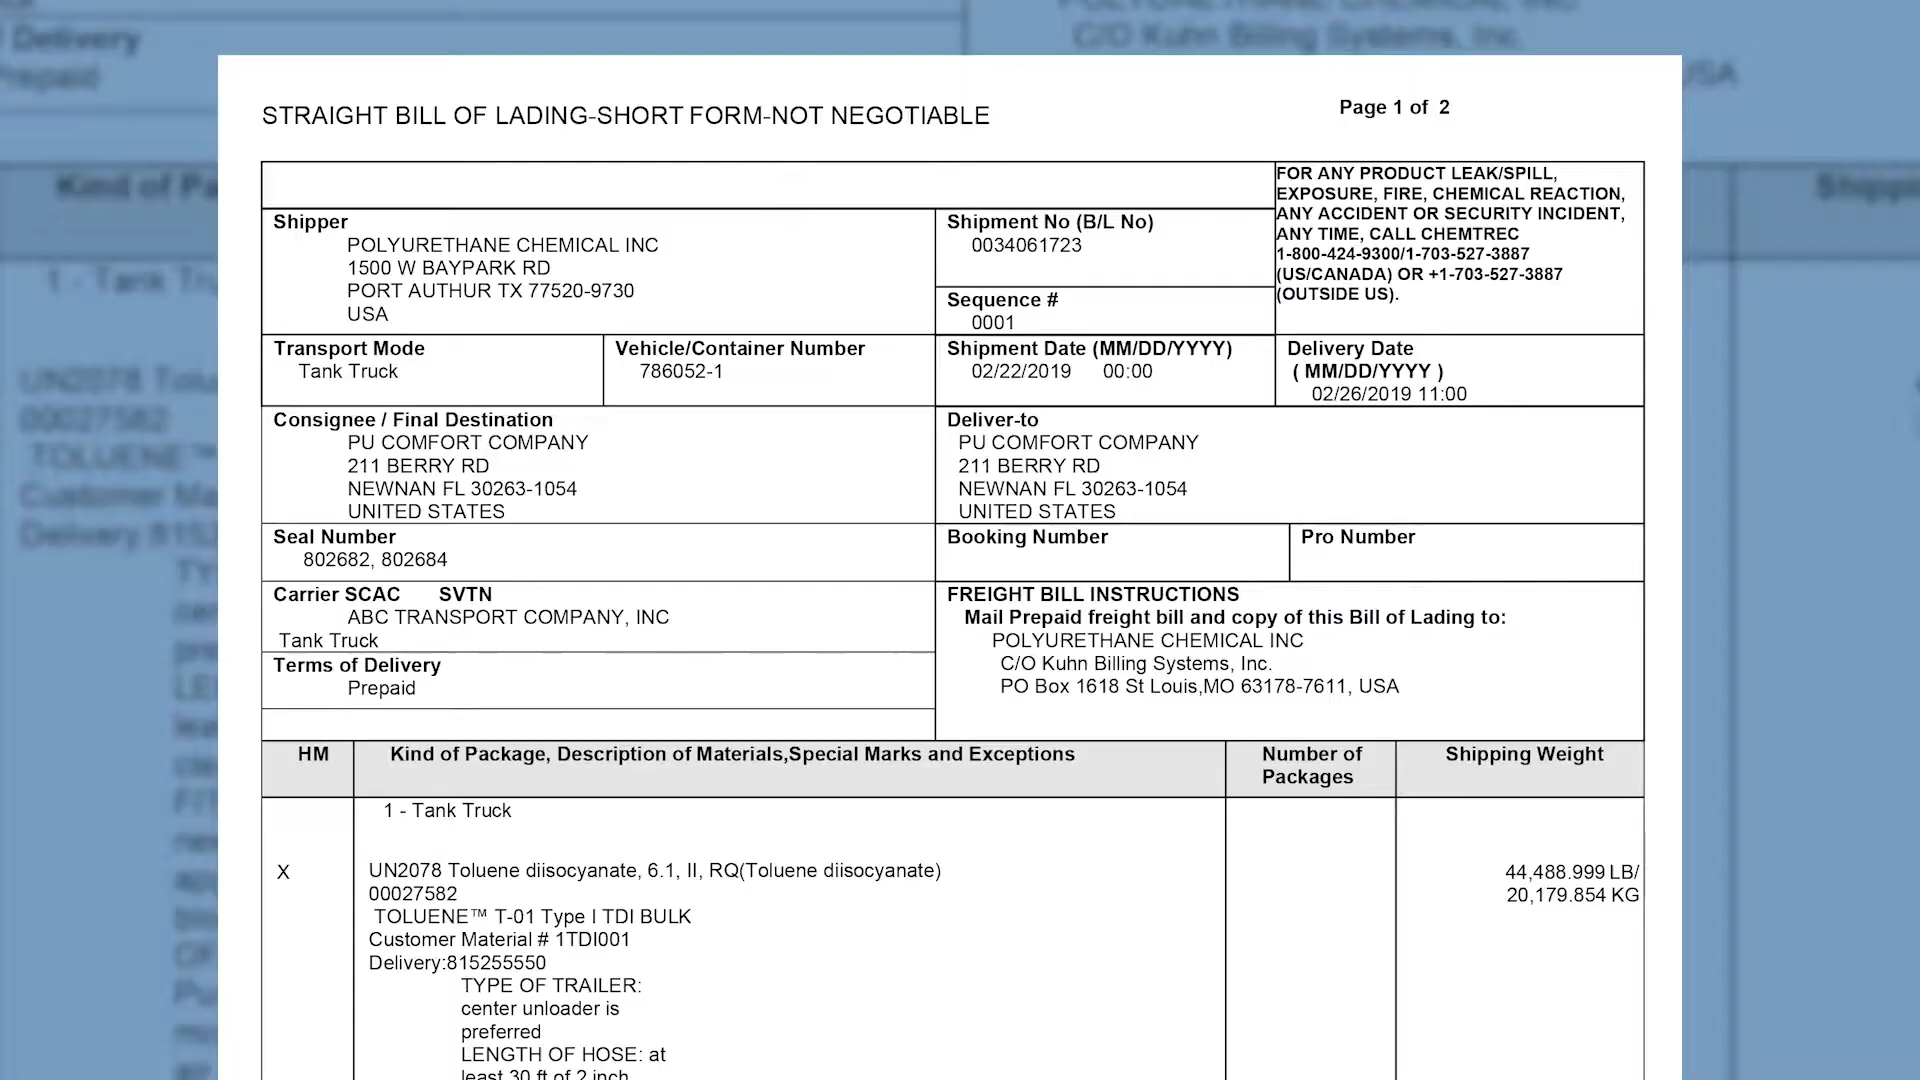 STRAIGHT BILL OF LADING-SHORT FORM-NOT NEGOTIABLE
Page 1 of 2
FOR ANY PRODUCT LEAK/SPILL,
EXPOSURE, FIRE, CHEMICAL REACTION,
ANY ACCIDENT OR SECURITY INCIDENT,
ANY TIME, CALL CHEMTREC
1-800-424-9300/1-703-527-3887
(US/CANADA) OR +1-703-527-3887
(OUTSIDE US).
Shipper
POLYURETHANE CHEMICAL INC
1500 W BAYPARK RD
PORT AUTHUR TX 77520-9730
USA
Shipment No (B/L No)
0034061723
Sequence #
0001
Transport Mode
Tank Truck
Vehicle/Container Number
786052-1
Shipment Date (MM/DD/YYYY)
02/22/2019 00:00
Delivery Date
( MM/DD/YYYY )
02/26/2019 11:00
Consignee / Final Destination
PU COMFORT COMPANY
211 BERRY RD
NEWNAN FL 30263-1054
UNITED STATES
Deliver-to
PU COMFORT COMPANY
211 BERRY RD
NEWNAN FL 30263-1054
UNITED STATES
Seal Number
802682, 802684
Booking Number
Pro Number
Carrier SCAC SVTN
ABC TRANSPORT COMPANY, INC
Tank Truck
Terms of Delivery
Prepaid
FREIGHT BILL INSTRUCTIONS
Mail Prepaid freight bill and copy of this Bill of Lading to:
POLYURETHANE CHEMICAL INC
C/O Kuhn Billing Systems, Inc.
PO Box 1618 St Louis,MO 63178-7611, USA
HM
Kind of Package, Description of Materials,Special Marks and Exceptions
Number of
Packages
Shipping Weight
1 - Tank Truck
X
UN2078 Toluene diisocyanate, 6.1, II, RQ(Toluene diisocyanate)
44,488.999 LB/
20,179.854 KG
00027582
TOLUENE™ T-01 Type I TDI BULK
Customer Material # 1TDI001
Delivery:815255550
TYPE OF TRAILER:
center unloader is
preferred
LENGTH OF HOSE: at
least 30 ft of 2 inch